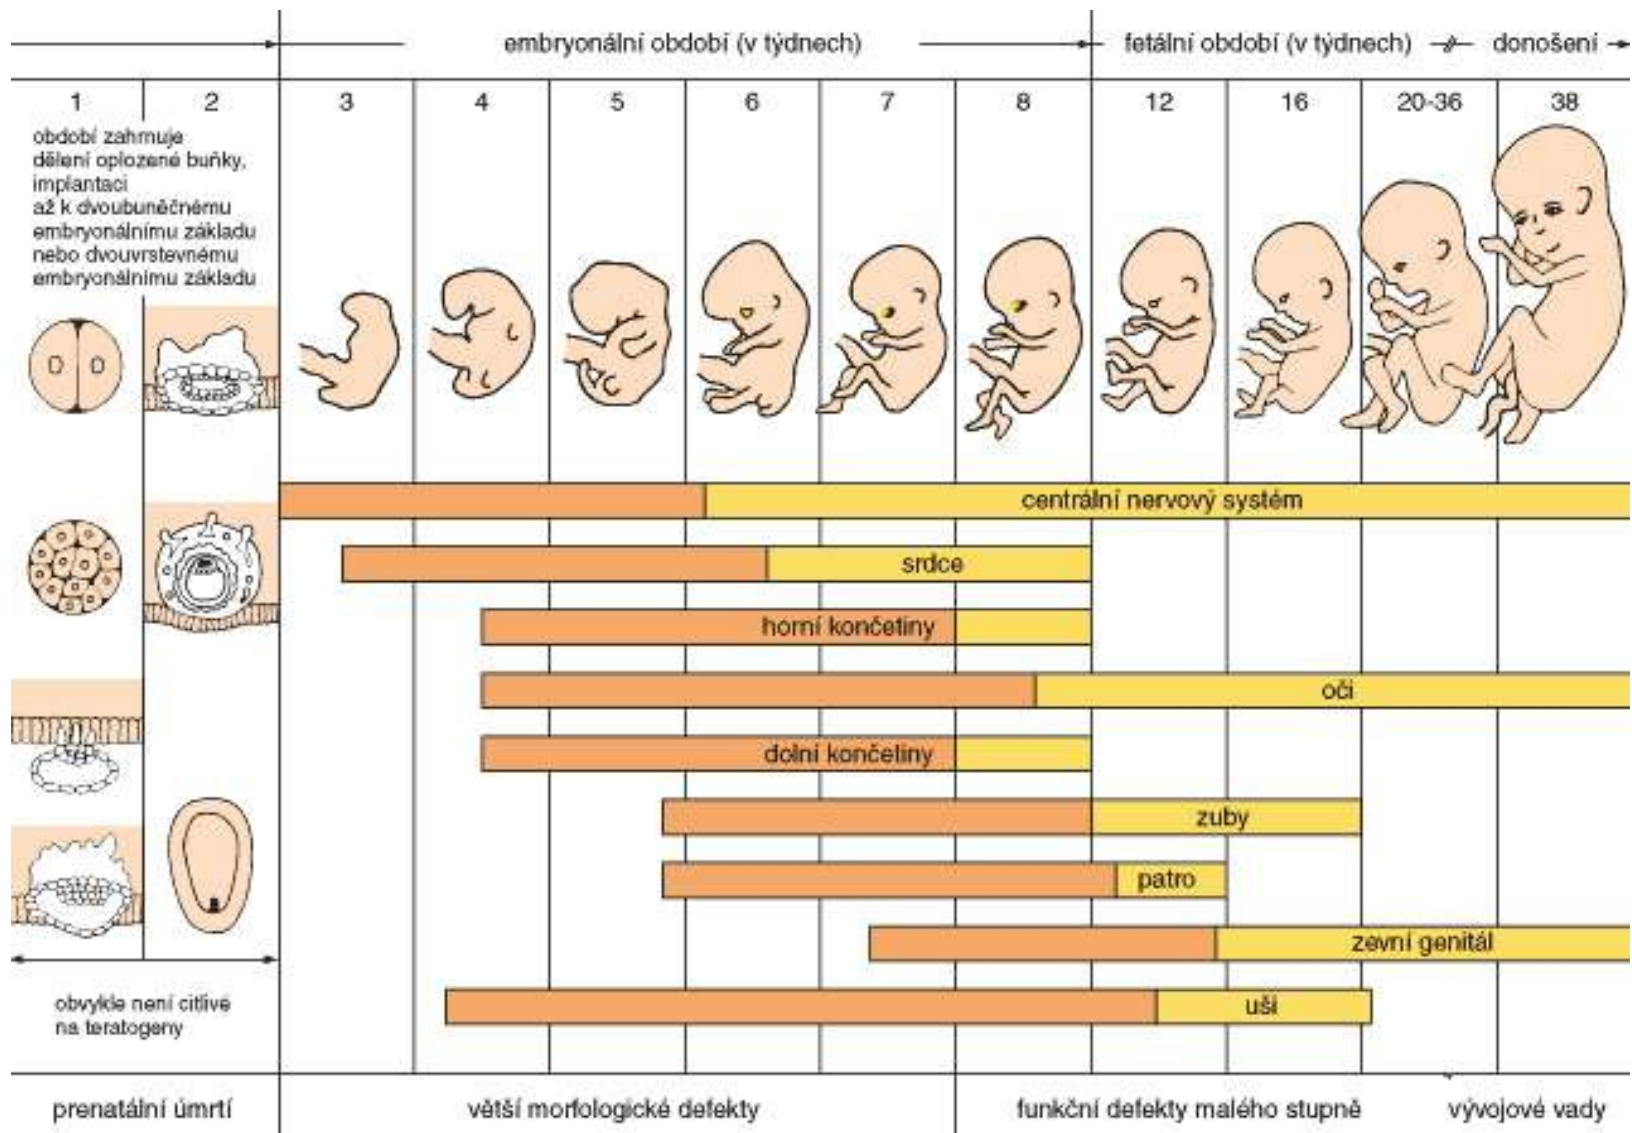 embryonální období (v týdnech)
fetální období (v týdnech)
donošení
1
2
3
4
5
6
7
8
12
16
20-36
38
období zahrnuje
dělení oplozené buňky,
implantaci
až k dvoubuněčnému
embryonálnímu základu
nebo dvouvrstevnému
embryonálnímu základu
centrální nervový systém
srdce
horní končetiny
oči
dolní končetiny
zuby
patro
zevní genitál
uši
obvykle není citlivé
na teratogeny
prenatální úmrtí
větší morfologické defekty
funkční defekty malého stupně
vývojové vady